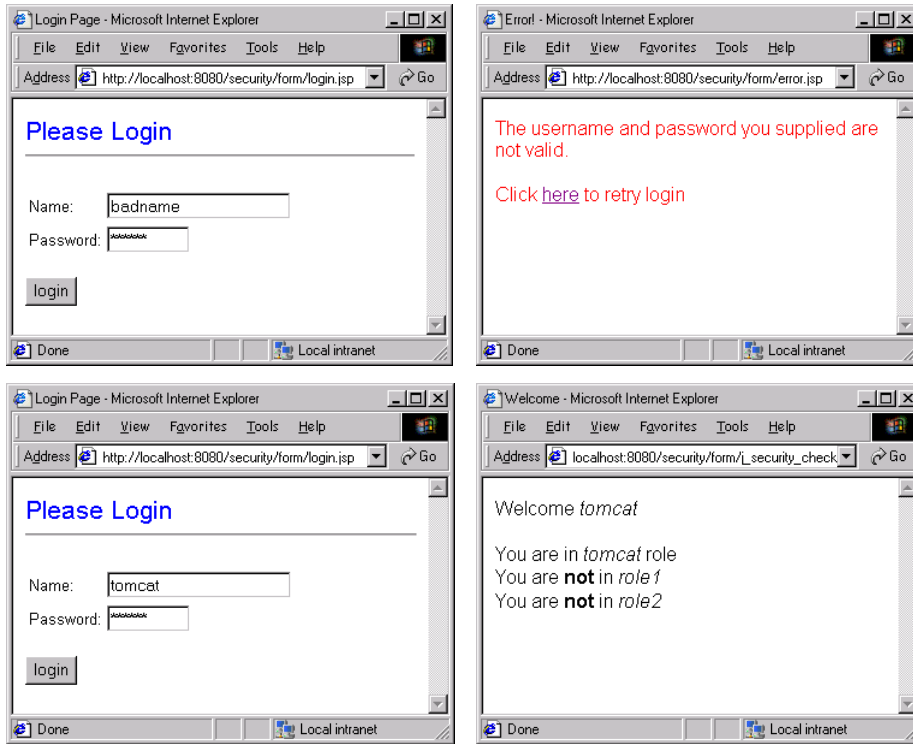 Login Page - Microsoft Internet Explorer
File Edit View Favorites Tools Help
Address http://localhost:8080/security/form/login.jsp Go
Please Login
Name: badname
Password: ******
login
Done Local intranet
Error! - Microsoft Internet Explorer
File Edit View Favorites Tools Help
Address http://localhost:8080/security/form/error.jsp Go
The username and password you supplied are
not valid.
Click here to retry login
Done Local intranet
Login Page - Microsoft Internet Explorer
File Edit View Favorites Tools Help
Address http://localhost:8080/security/form/login.jsp Go
Please Login
Name: tomcat
Password: ******
login
Done Local intranet
Welcome - Microsoft Internet Explorer
File Edit View Favorites Tools Help
Address localhost:8080/security/form/j_security_check Go
Welcome tomcat
You are in tomcat role
You are not in role1
You are not in role2
Done Local intranet